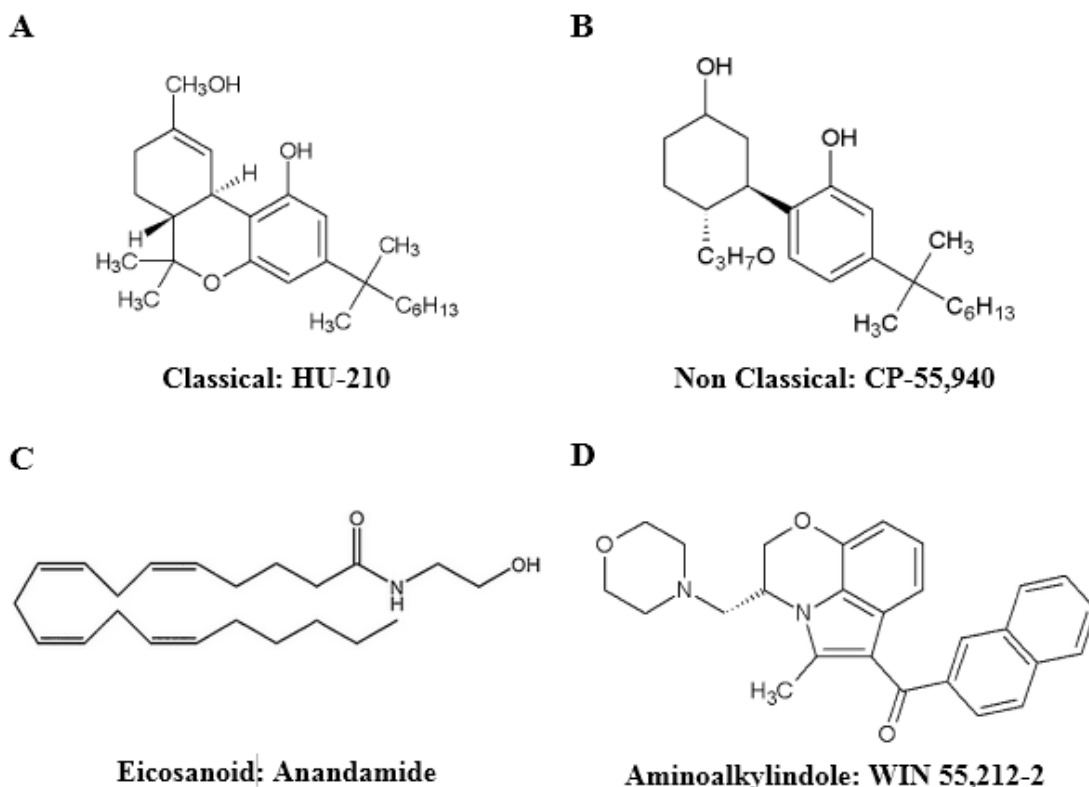 A
CH₃OH
H
OH
H
H₃C
H₃C
O
CH₃
H₃C
C₆H₁₃
Classical: HU-210
B
OH
OH
C₃H₇O
CH₃
H₃C
C₆H₁₃
Non Classical: CP-55,940
C
O
N
H
OH
Eicosanoid: Anandamide
D
O
O
N
N
H₃C
O
Aminoalkylindole: WIN 55,212-2